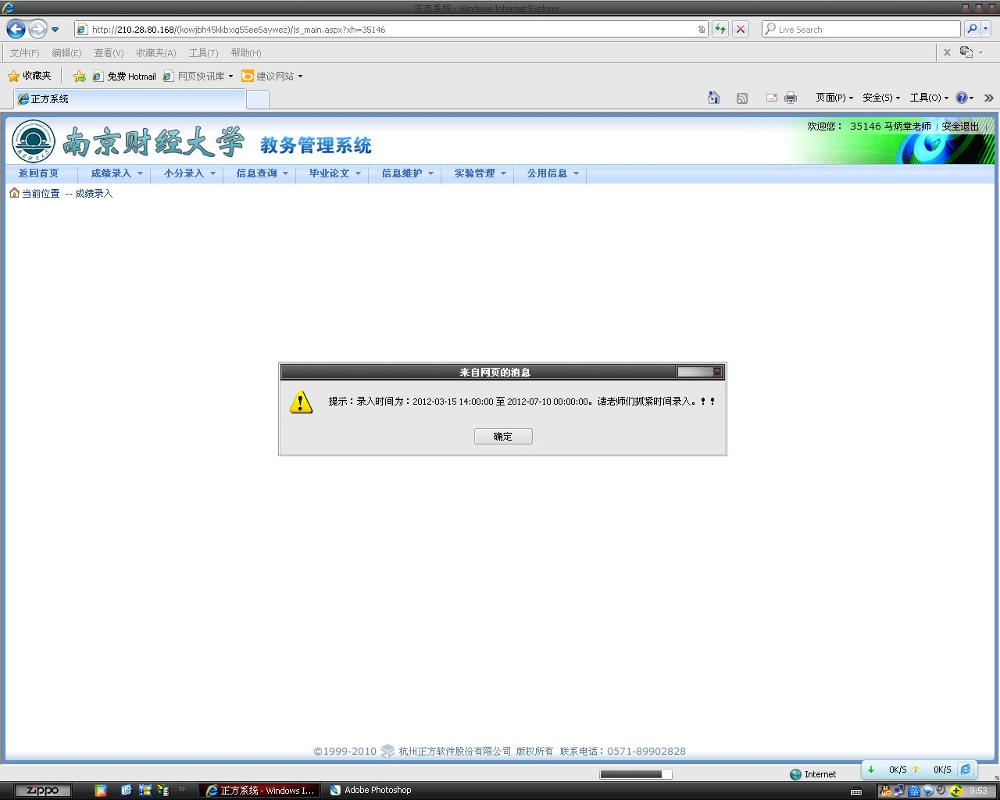 正方系统 - Windows Internet Explorer
http://210.28.80.168/(kowjbh45kkbxig55ee5aywez)/js_main.aspx?xh=35146
Live Search
文件(F) 编辑(E) 查看(V) 收藏夹(A) 工具(T) 帮助(H)
收藏夹 免费 Hotmail 网页快讯库 建议网站
正方系统
页面(P) 安全(S) 工具(O)
南京财经大学 教务管理系统
欢迎您： 35146 马炳章老师 安全退出
返回首页 成绩录入 小分录入 信息查询 毕业论文 信息维护 实验管理 公用信息
当前位置 -- 成绩录入
来自网页的消息
提示：录入时间为：2012-03-15 14:00:00 至 2012-07-10 00:00:00。请老师们抓紧时间录入。！！
确定
©1999-2010 杭州正方软件股份有限公司 版权所有 联系电话：0571-89902828
Internet
0K/S 0K/S
zippo
正方系统 - Windows I...
Adobe Photoshop
9:53